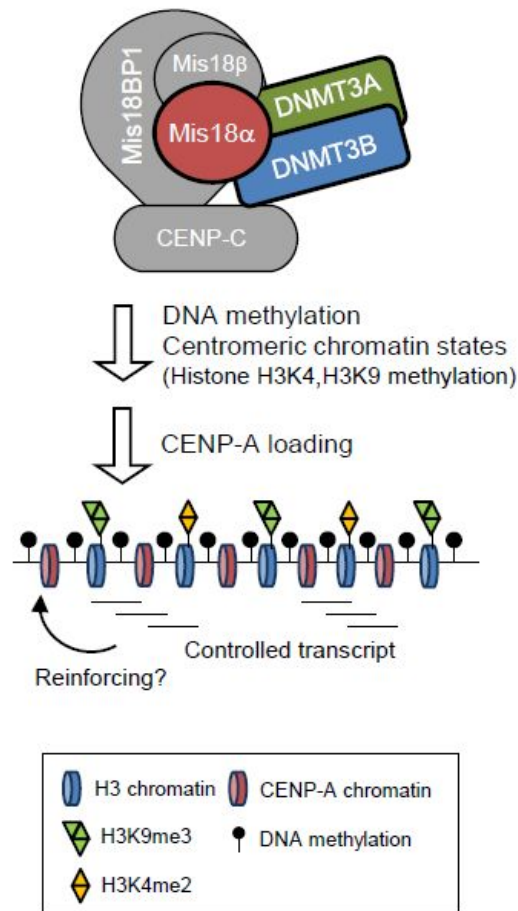 Mis18BP1
Mis18β
Mis18α
DNMT3A
DNMT3B
CENP-C
DNA methylation
Centromeric chromatin states
(Histone H3K4,H3K9 methylation)
CENP-A loading
Controlled transcript
Reinforcing?
H3 chromatin
CENP-A chromatin
H3K9me3
DNA methylation
H3K4me2